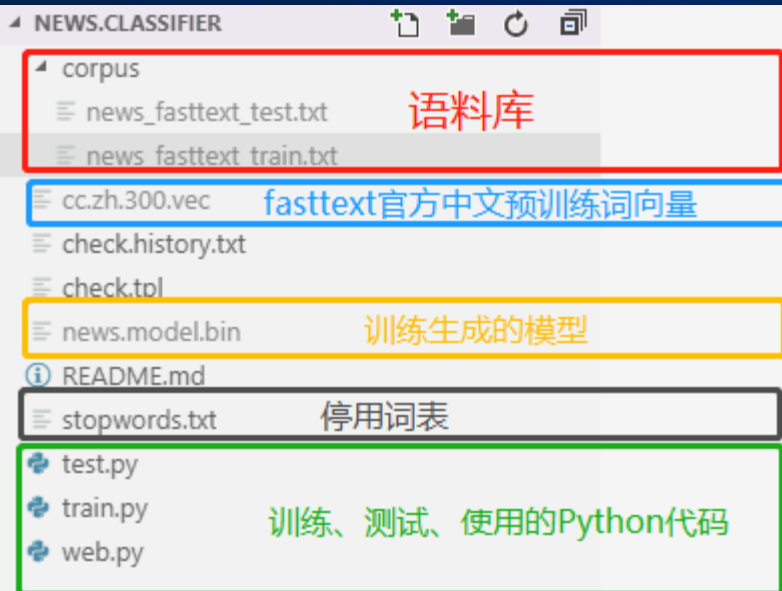 NEWS.CLASSIFIER
corpus
news_fasttext_test.txt
语料库
news_fasttext_train.txt
cc.zh.300.vec fasttext官方中文预训练词向量
check.history.txt
check.tpl
news.model.bin 训练生成的模型
README.md
stopwords.txt 停用词表
test.py
train.py
训练、测试、使用的Python代码
web.py